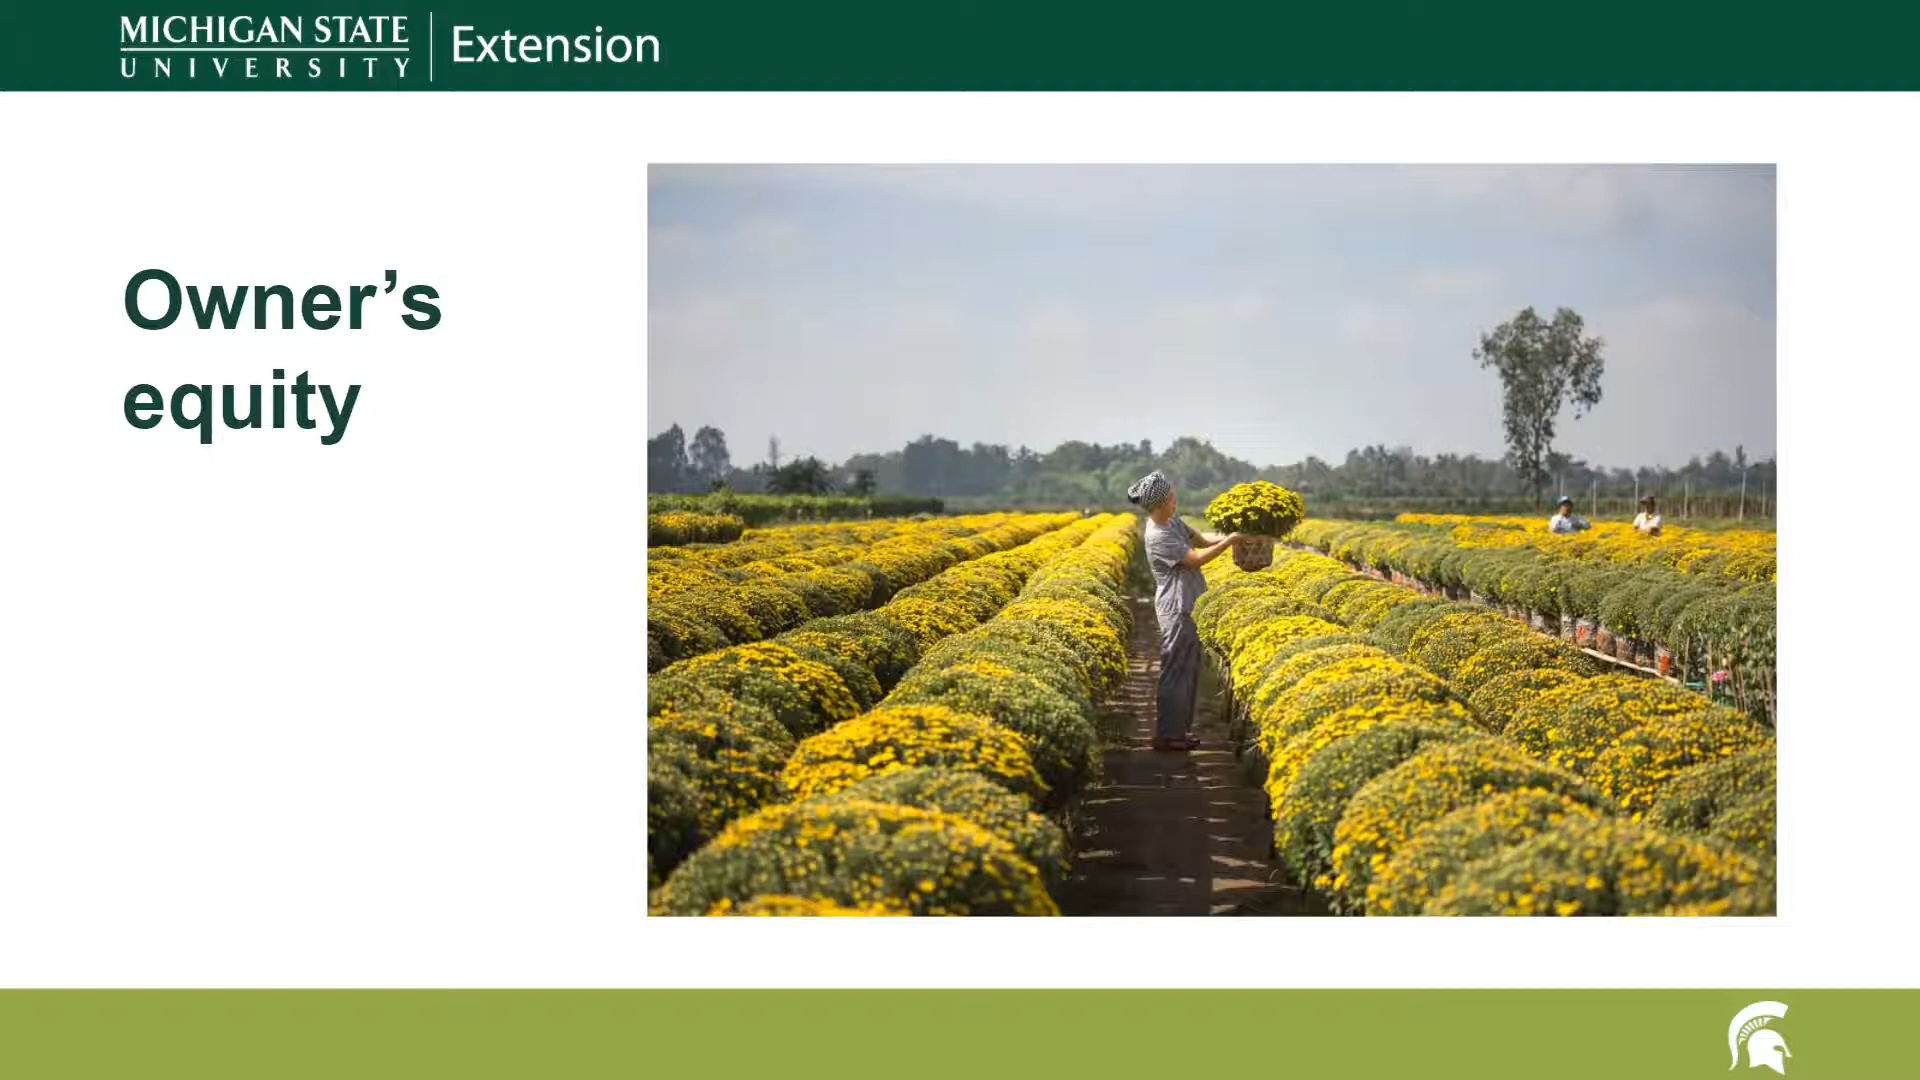 MICHIGAN STATE
UNIVERSITY
Extension
Owner’s
equity